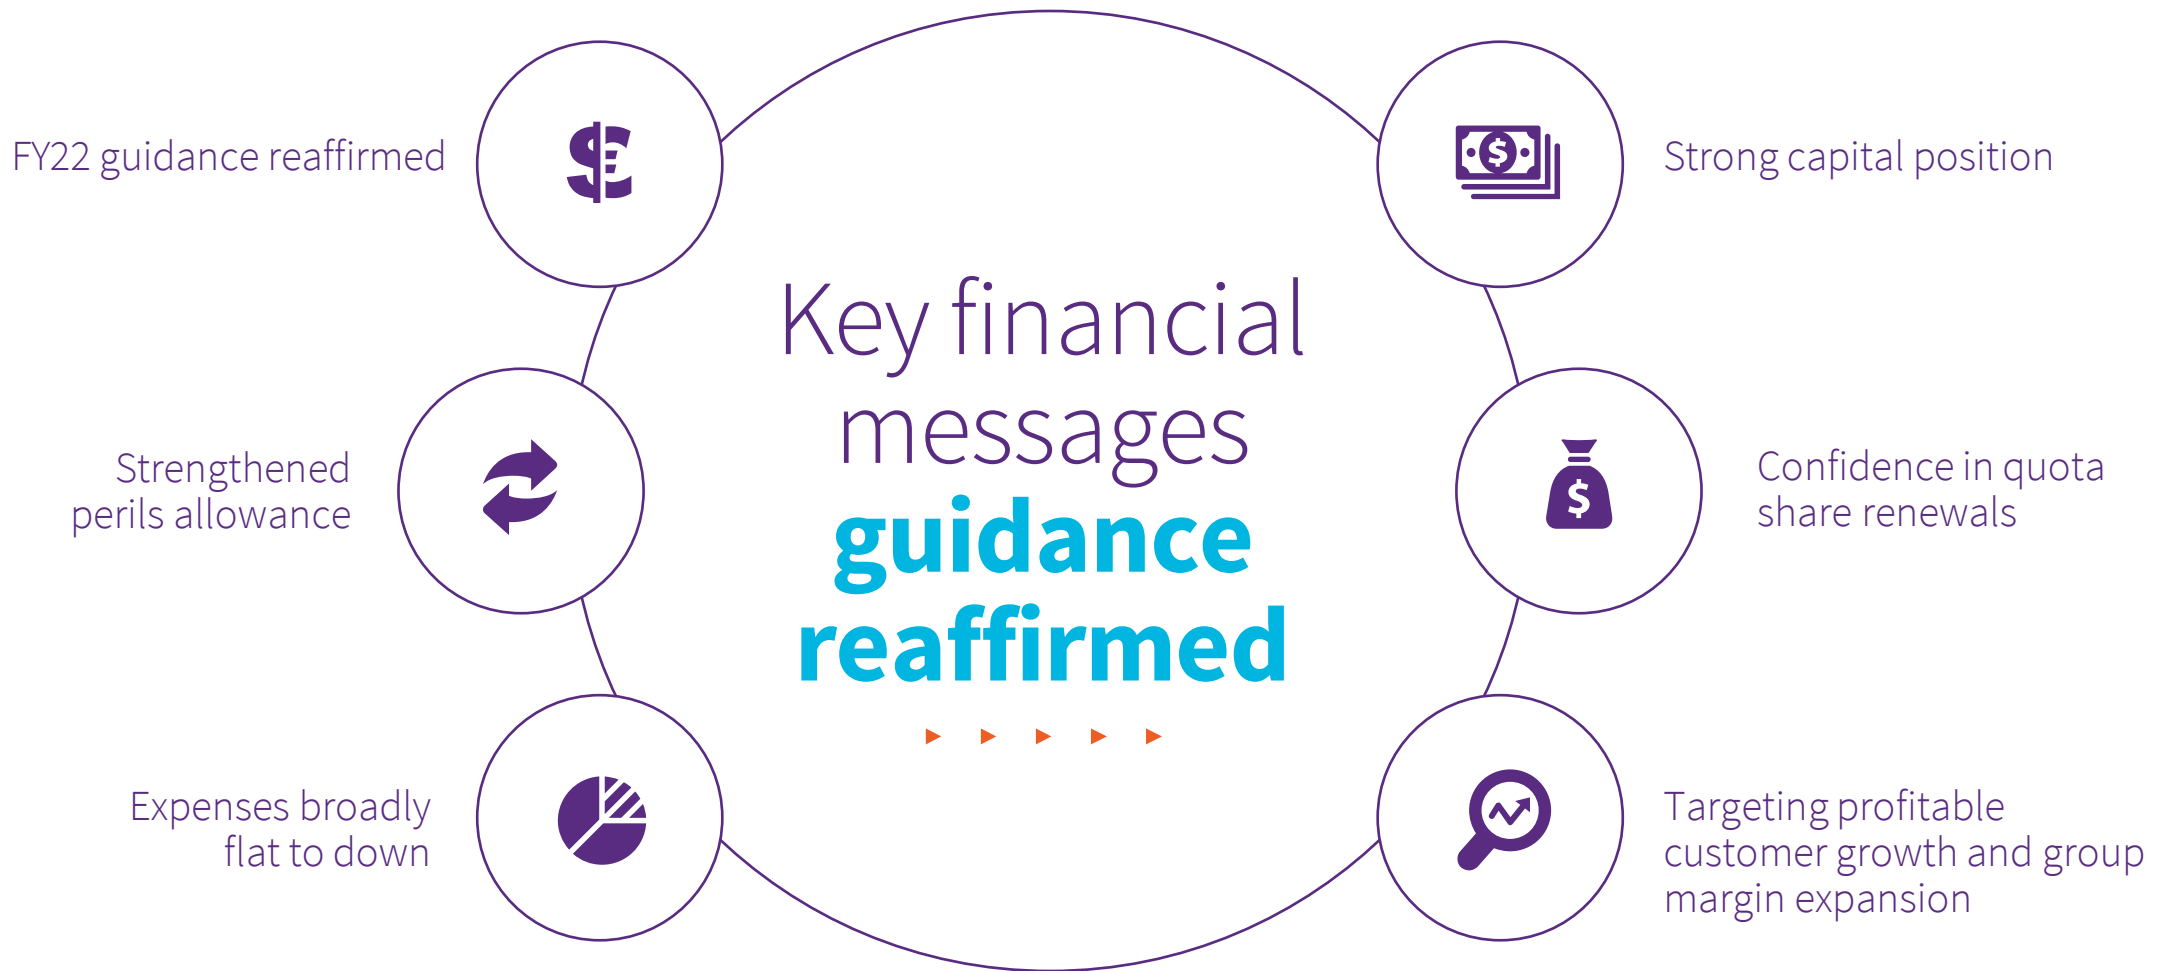 FY22 guidance reaffirmed
Strengthened
perils allowance
Expenses broadly
flat to down
Key financial
messages
guidance
reaffirmed
Strong capital position
Confidence in quota
share renewals
Targeting profitable
customer growth and group
margin expansion